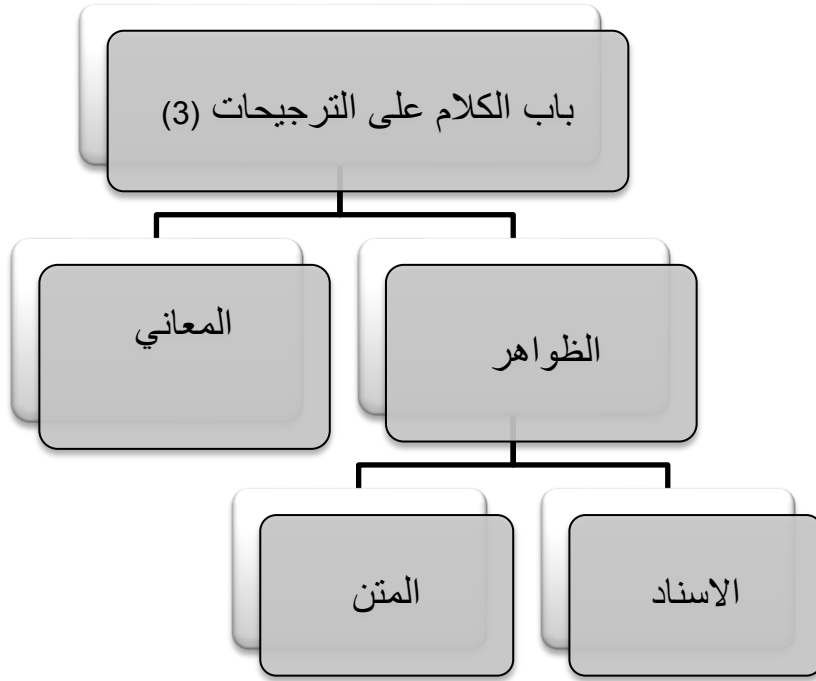 باب الكلام على الترجيحات (3)
الظواهر
المعاني
الاسناد
المتن